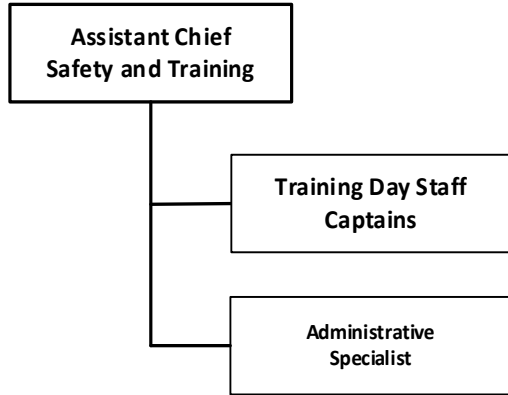 Assistant Chief
Safety and Training
Training Day Staff
Captains
Administrative
Specialist